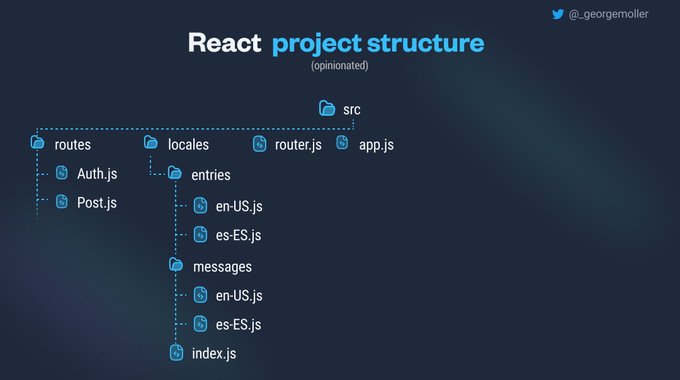 @_georgemoller
React project structure
(opinionated)
src
routes
locales
router.js
app.js
Auth.js
Post.js
entries
en-US.js
es-ES.js
messages
en-US.js
es-ES.js
index.js